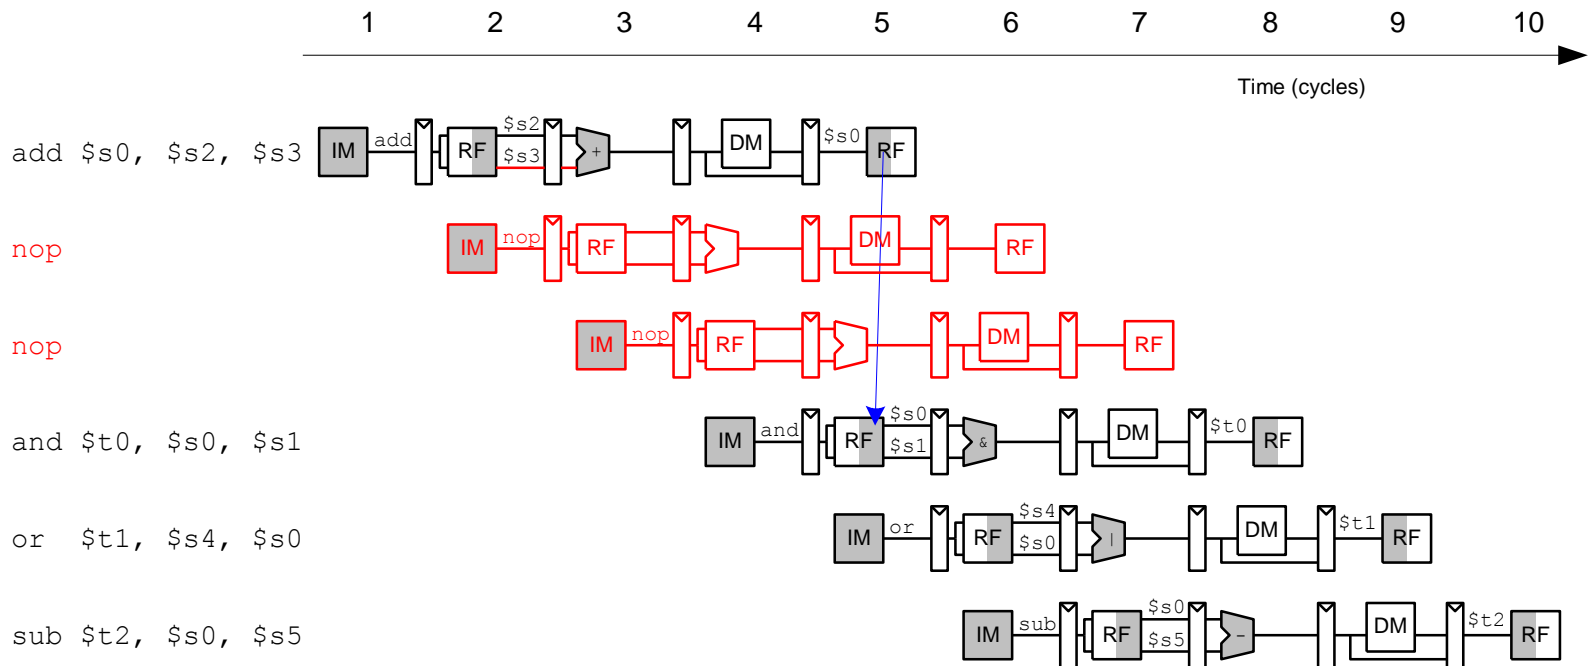 1 2 3 4 5 6 7 8 9 10
Time (cycles)
add $s0, $s2, $s3 IM add RF $s2 $s3 + DM $s0 RF
nop IM nop RF DM RF
nop IM nop RF DM RF
and $t0, $s0, $s1 IM and RF $s0 $s1 & DM $t0 RF
or $t1, $s4, $s0 IM or RF $s4 $s0 | DM $t1 RF
sub $t2, $s0, $s5 IM sub RF $s0 $s5 - DM $t2 RF